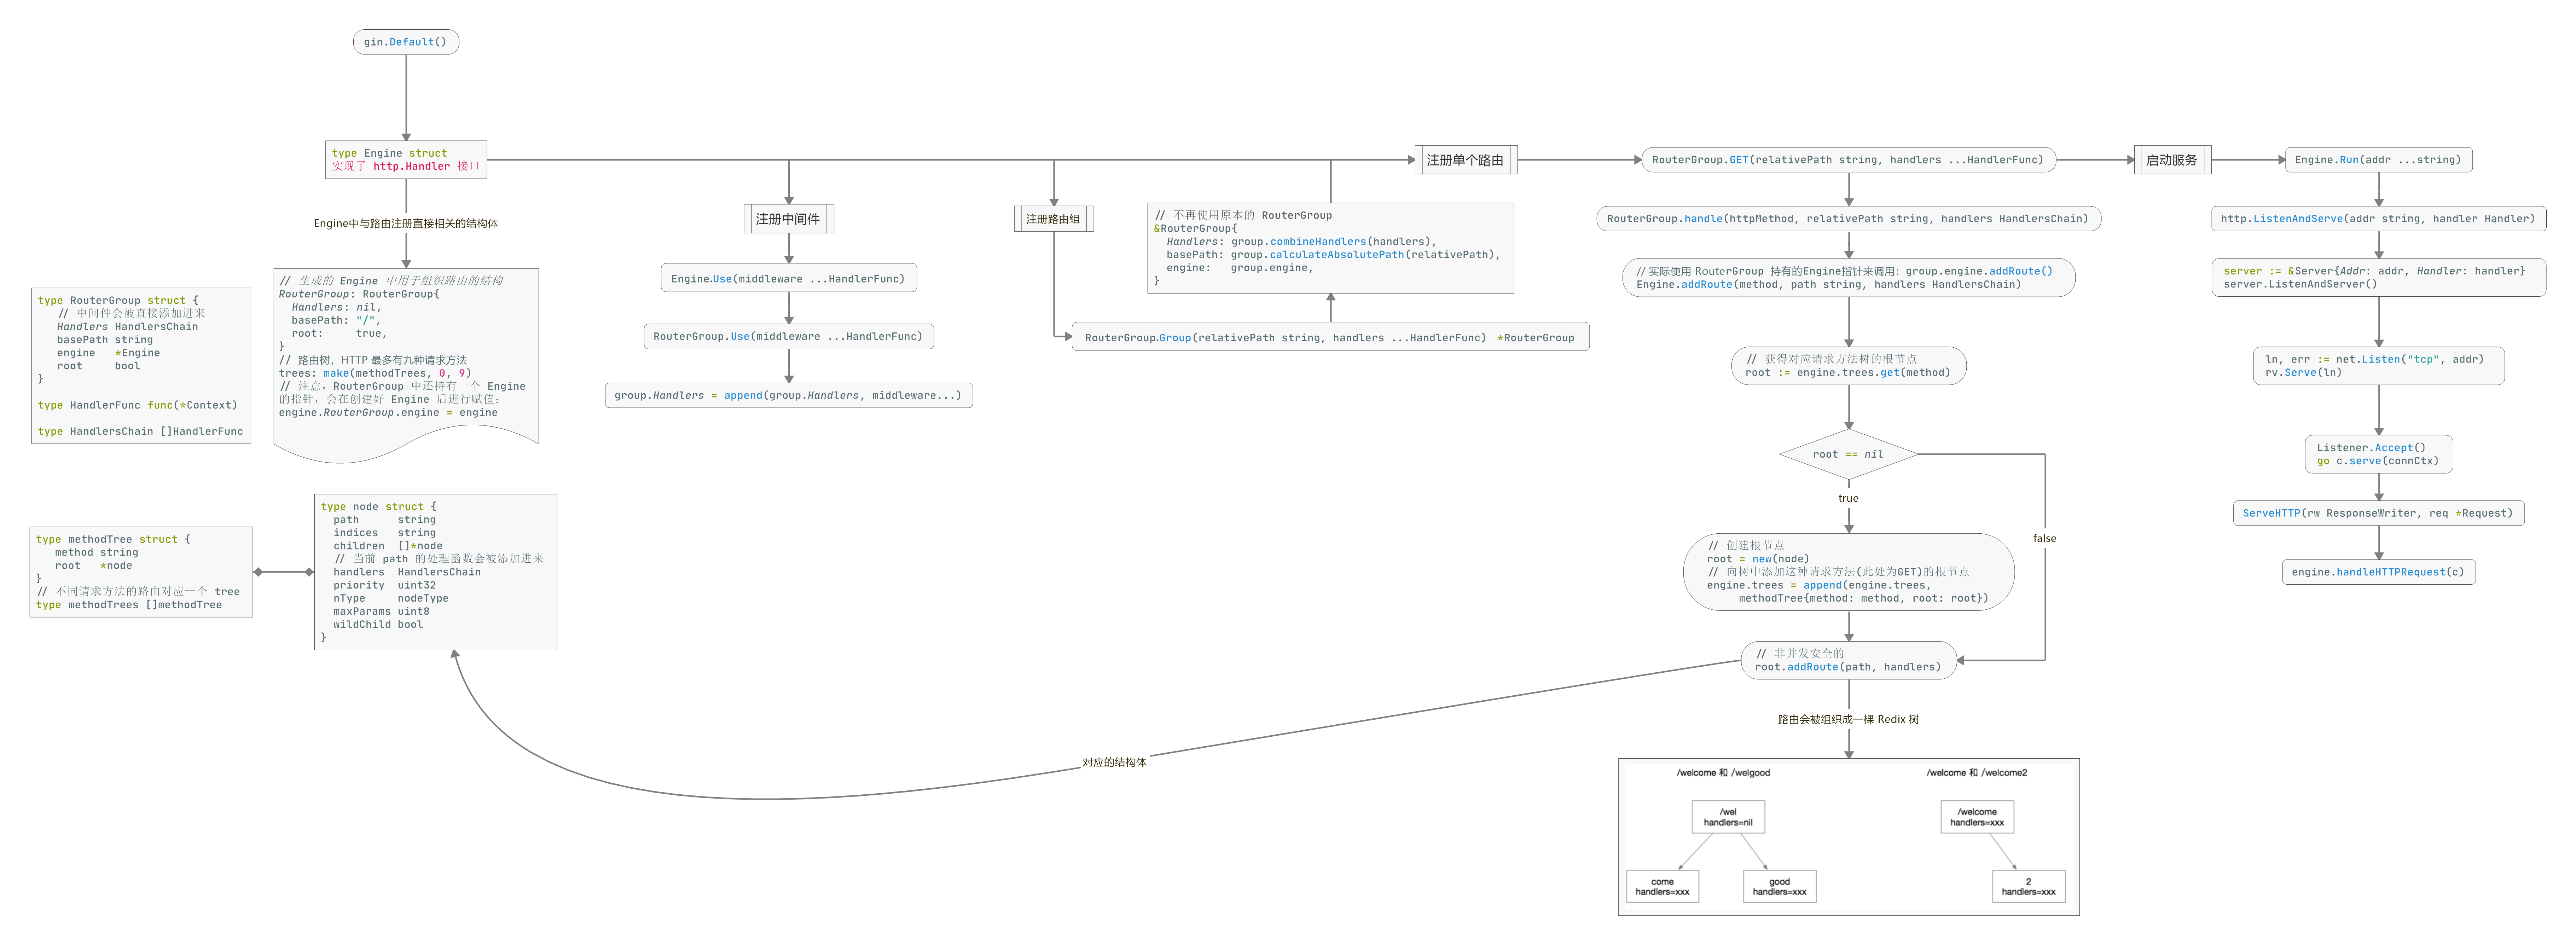 gin.Default()
type Engine struct
实现了 http.Handler 接口
Engine中与路由注册直接相关的结构体
// 生成的 Engine 中用于组织路由的结构
RouterGroup: RouterGroup{
Handlers: nil,
basePath: "/",
root: true,
}
// 路由树，HTTP 最多有九种请求方法
trees: make(methodTrees, 0, 9)
// 注意，RouterGroup 中还持有一个 Engine
的指针，会在创建好 Engine 后进行赋值：
engine.RouterGroup.engine = engine
type RouterGroup struct {
// 中间件会被直接添加进来
Handlers HandlersChain
basePath string
engine *Engine
root bool
}
type HandlerFunc func(*Context)
type HandlersChain []HandlerFunc
type methodTree struct {
method string
root *node
}
// 不同请求方法的路由对应一个 tree
type methodTrees []methodTree
type node struct {
path string
indices string
children []*node
// 当前 path 的处理函数会被添加进来
handlers HandlersChain
priority uint32
nType nodeType
maxParams uint8
wildChild bool
}
注册中间件
Engine.Use(middleware ...HandlerFunc)
RouterGroup.Use(middleware ...HandlerFunc)
group.Handlers = append(group.Handlers, middleware...)
注册路由组
RouterGroup.Group(relativePath string, handlers ...HandlerFunc) *RouterGroup
// 不再使用原本的 RouterGroup
&RouterGroup{
Handlers: group.combineHandlers(handlers),
basePath: group.calculateAbsolutePath(relativePath),
engine: group.engine,
}
注册单个路由
RouterGroup.GET(relativePath string, handlers ...HandlerFunc)
RouterGroup.handle(httpMethod, relativePath string, handlers HandlersChain)
// 实际使用 RouterGroup 持有的Engine指针来调用：group.engine.addRoute()
Engine.addRoute(method, path string, handlers HandlersChain)
// 获得对应请求方法树的根节点
root := engine.trees.get(method)
root == nil
true
false
// 创建根节点
root = new(node)
// 向树中添加这种请求方法(此处为GET)的根节点
engine.trees = append(engine.trees,
methodTree{method: method, root: root})
// 非并发安全的
root.addRoute(path, handlers)
对应的结构体
路由会被组织成一棵 Redix 树
/welcome 和 /welgood
/wel
handlers=nil
come
handlers=xxx
good
handlers=xxx
/welcome 和 /welcome2
/welcome
handlers=xxx
2
handlers=xxx
启动服务
Engine.Run(addr ...string)
http.ListenAndServe(addr string, handler Handler)
server := &Server{Addr: addr, Handler: handler}
server.ListenAndServer()
ln, err := net.Listen("tcp", addr)
rv.Serve(ln)
Listener.Accept()
go c.serve(connCtx)
ServeHTTP(rw ResponseWriter, req *Request)
engine.handleHTTPRequest(c)